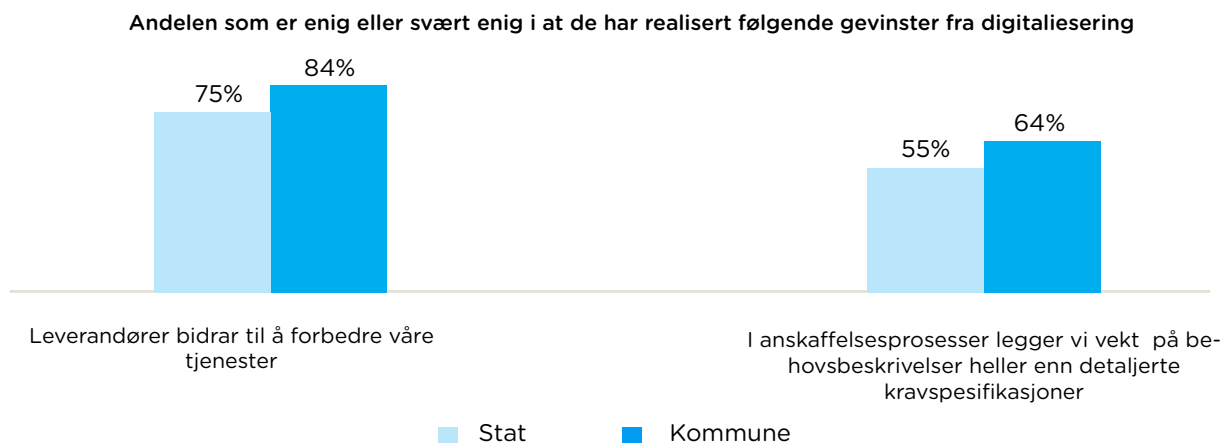 Andelen som er enig eller svært enig i at de har realisert følgende gevinster fra digitaliesering
75%
84%
55%
64%
Leverandører bidrar til å forbedre våre
tjenester
I anskaffelsesprosesser legger vi vekt  på be-
hovsbeskrivelser heller enn detaljerte
kravspesifikasjoner
Stat
Kommune